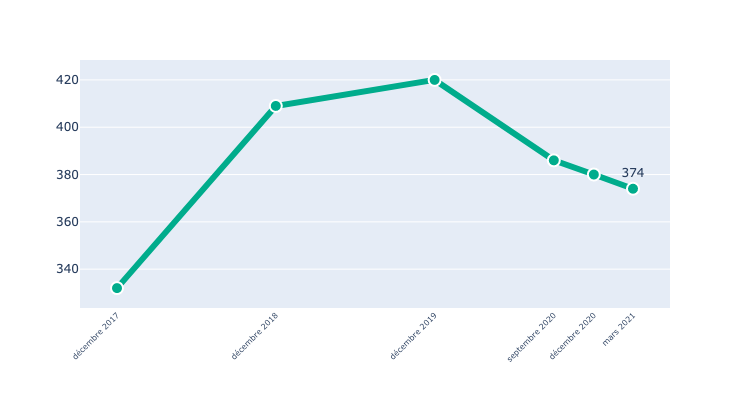 420
400
380
360
340
374
décembre 2017
décembre 2018
décembre 2019
septembre 2020
décembre 2020
mars 2021